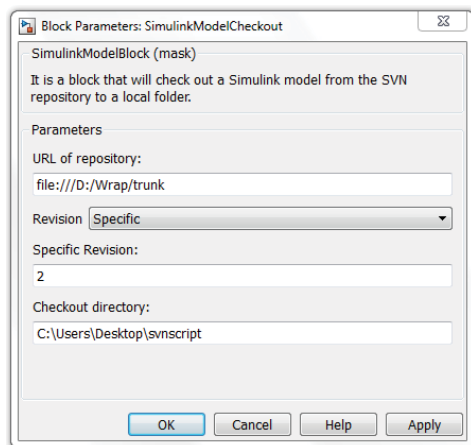 Block Parameters: SimulinkModelCheckout
SimulinkModelBlock (mask)
It is a block that will check out a Simulink model from the SVN
repository to a local folder.
Parameters
URL of repository:
file:///D:/Wrap/trunk
Revision Specific
Specific Revision:
2
Checkout directory:
C:\Users\Desktop\svnscript
OK Cancel Help Apply